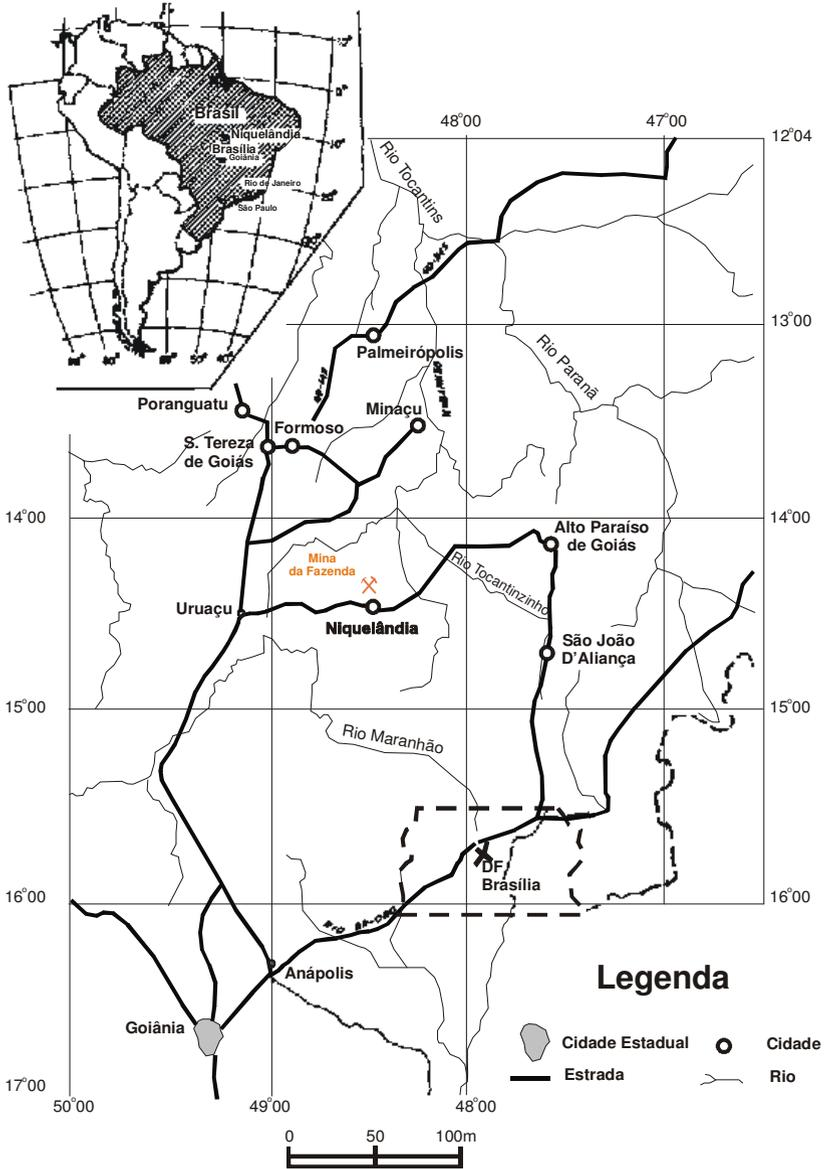 Brasil
Niquelândia
Brasília
Goiânia
Rio de Janeiro
São Paulo
0°
10°
50°
40°
48°00
47°00
12°04
Rio Tocantins
13°00
Palmeirópolis
Rio Paranã
Poranguatu
Minaçu
Formoso
S. Tereza
de Goiás
14°00
14°00
Alto Paraíso
de Goiás
Mina
da Fazenda
Rio Tocantinzinho
Uruaçu
Niquelândia
São João
D'Aliança
15°00
15°00
Rio Maranhão
DF
Brasília
16°00
16°00
Anápolis
Goiânia
Legenda
Cidade Estadual
Cidade
Estrada
Rio
17°00
50°00
49°00
48°00
0
50
100m